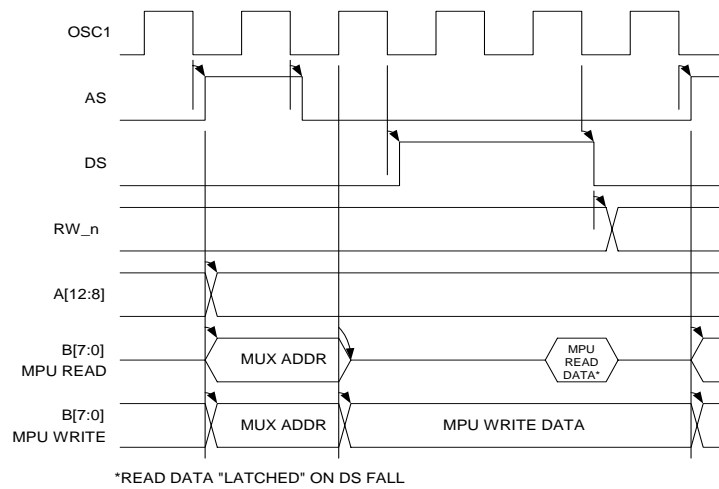 OSC1
AS
DS
RW_n
A[12:8]
B[7:0]
MPU READ
MUX ADDR
MPU
READ
DATA*
B[7:0]
MPU WRITE
MUX ADDR
MPU WRITE DATA
*READ DATA "LATCHED" ON DS FALL